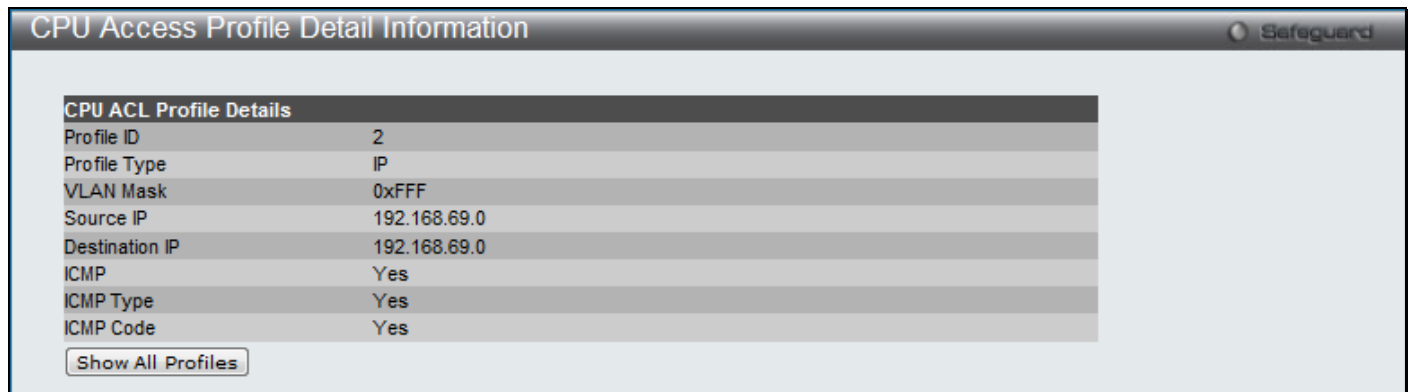 CPU Access Profile Detail Information
Safeguard
CPU ACL Profile Details
Profile ID 2
Profile Type IP
VLAN Mask 0xFFF
Source IP 192.168.69.0
Destination IP 192.168.69.0
ICMP Yes
ICMP Type Yes
ICMP Code Yes
Show All Profiles